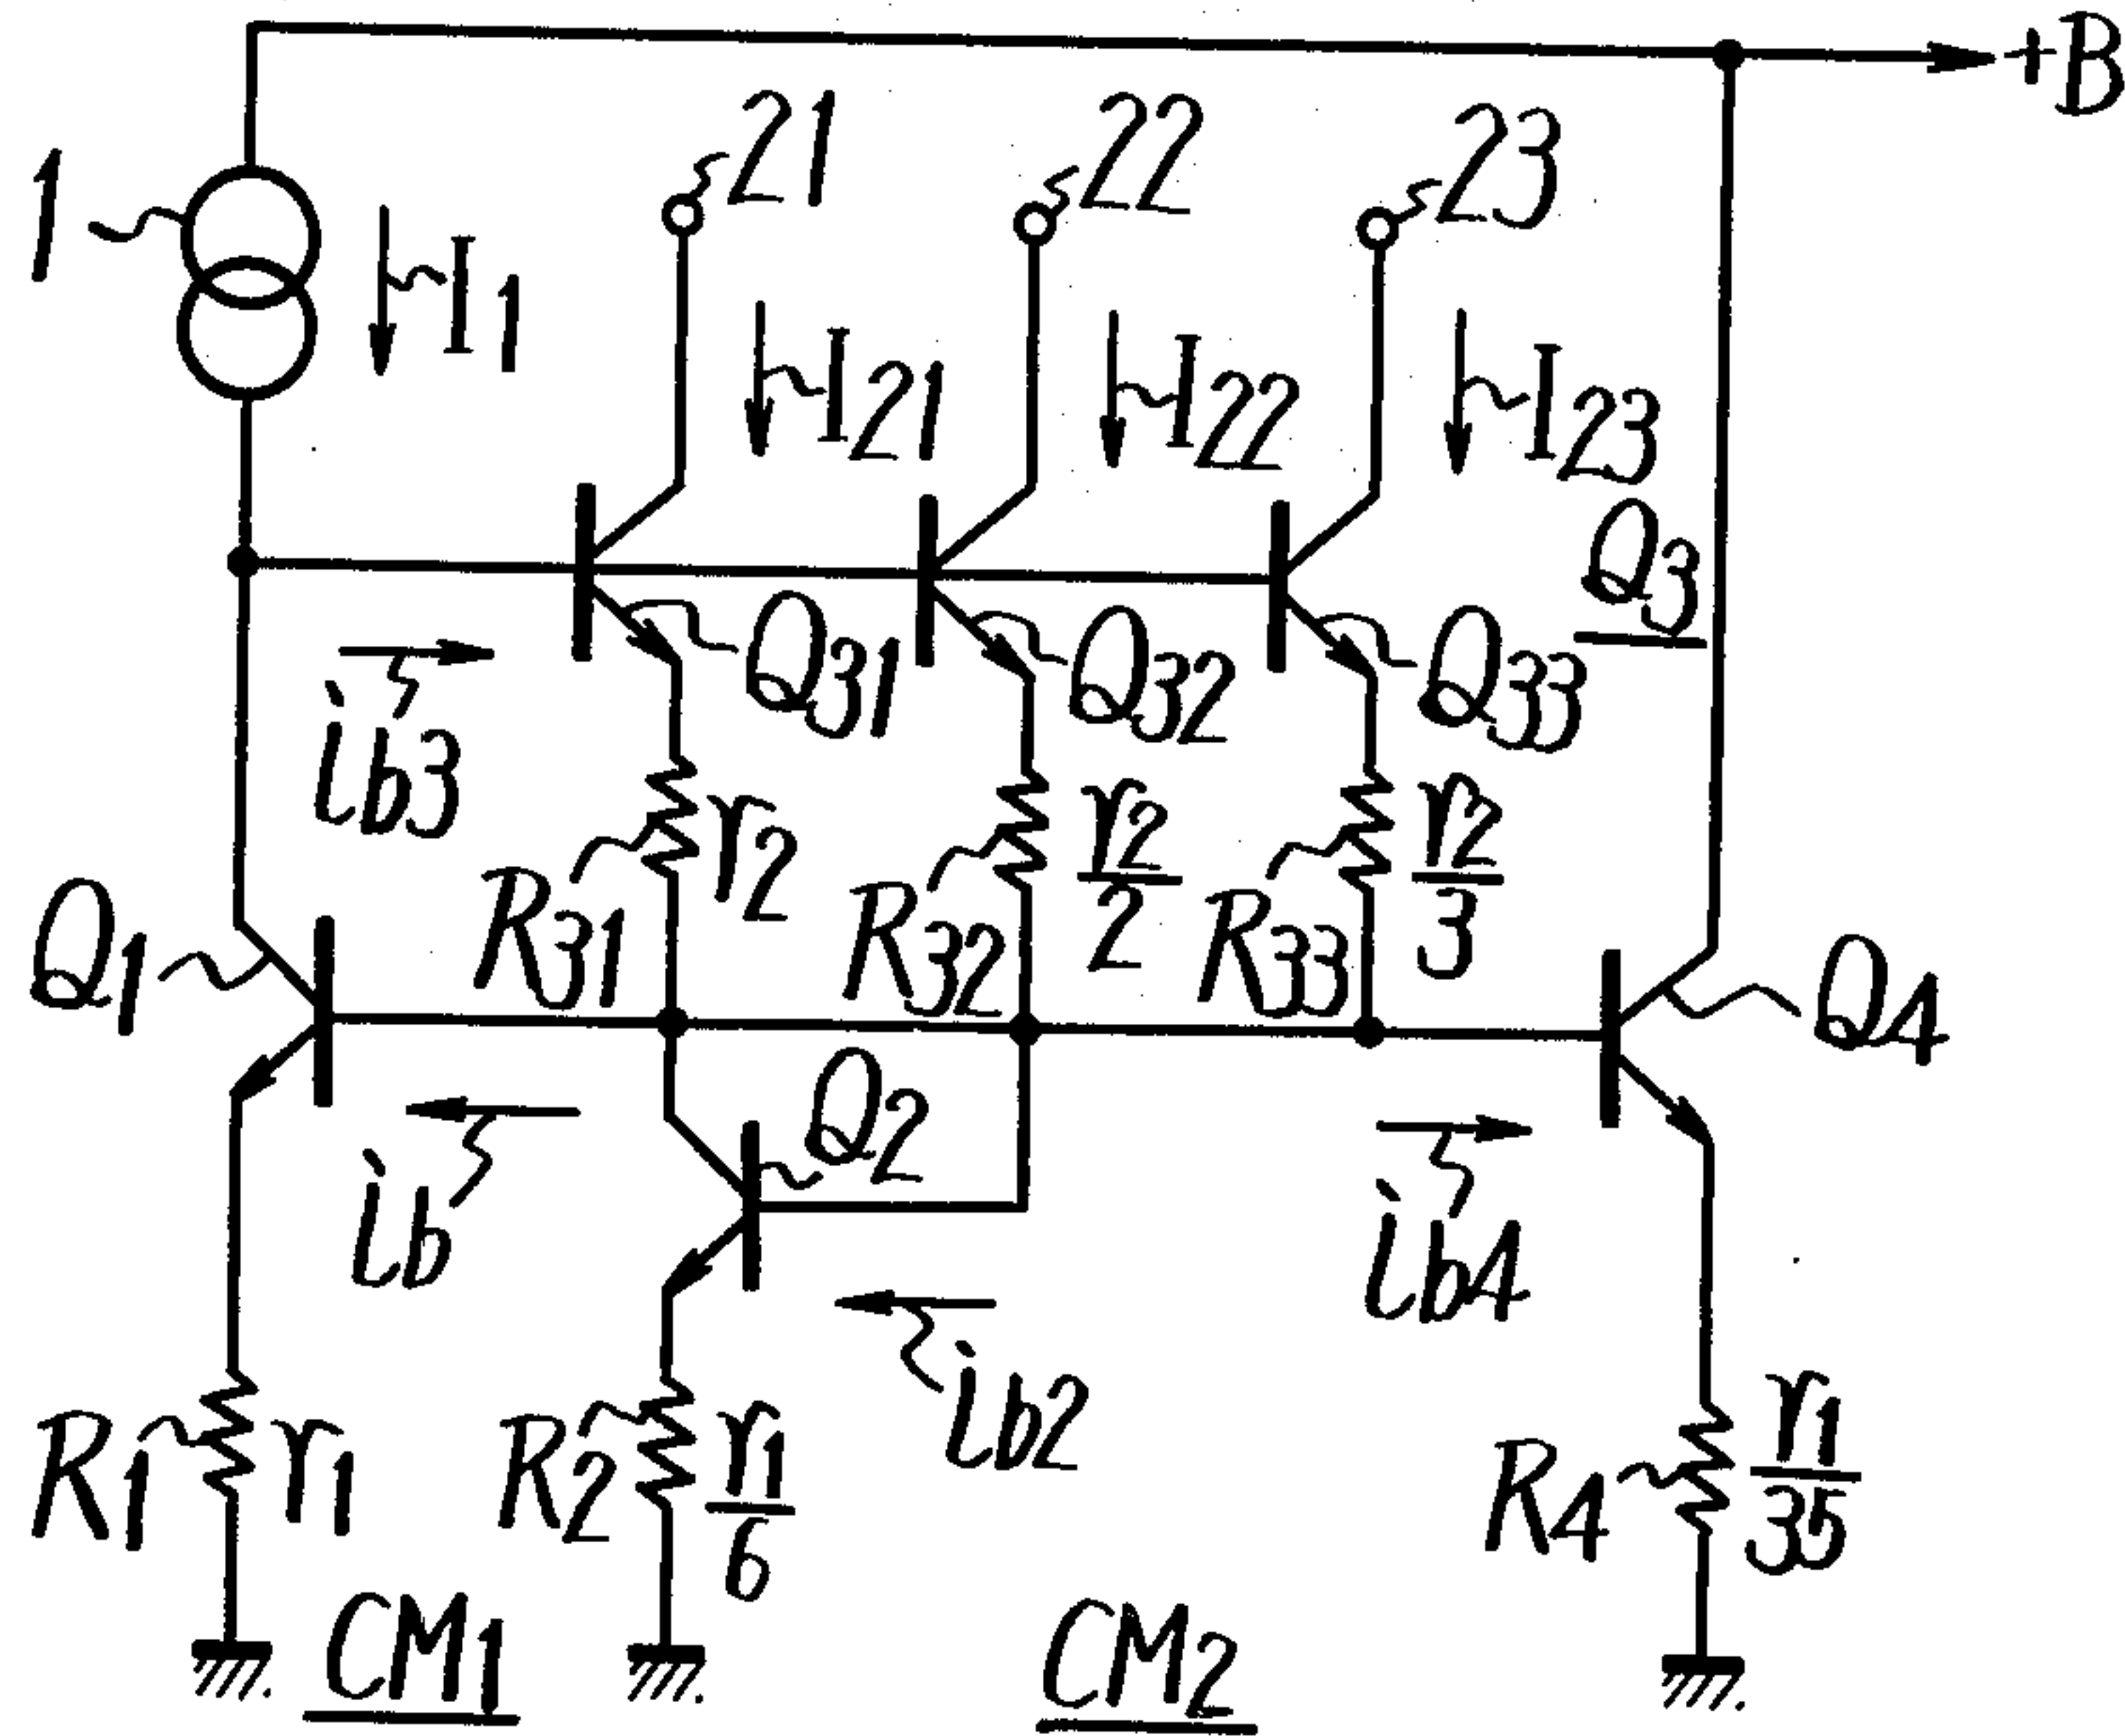 +B
1
I1
21
22
23
I21
I22
I23
Q3
ib3
Q31
Q32
Q33
R31
r2
R32
r2/2
R33
r2/3
Q1
Q4
ib
Q2
ib2
ib4
R1
r1
R2
r1/6
R4
r1/35
CM1
CM2